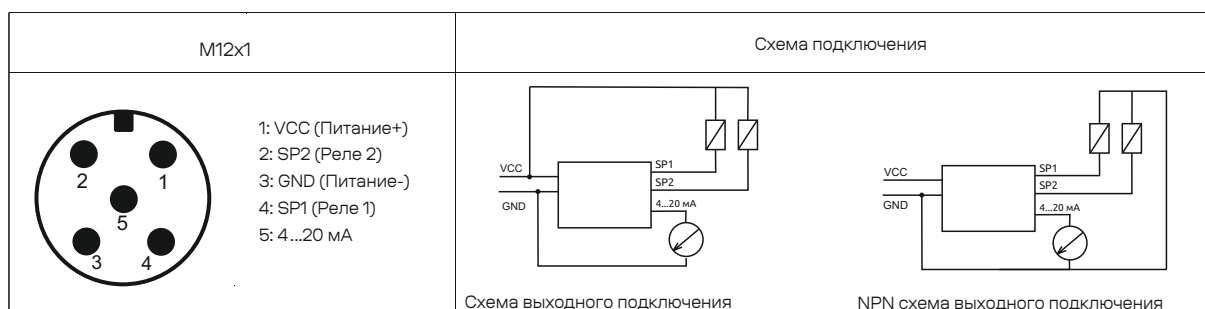 M12x1
Схема подключения
1: VCC (Питание+)
2: SP2 (Реле 2)
3: GND (Питание-)
4: SP1 (Реле 1)
5: 4...20 мА
2
1
5
3
4
VCC
GND
SP1
SP2
4...20 мА
Схема выходного подключения
VCC
GND
SP1
SP2
4...20 мА
NPN схема выходного подключения